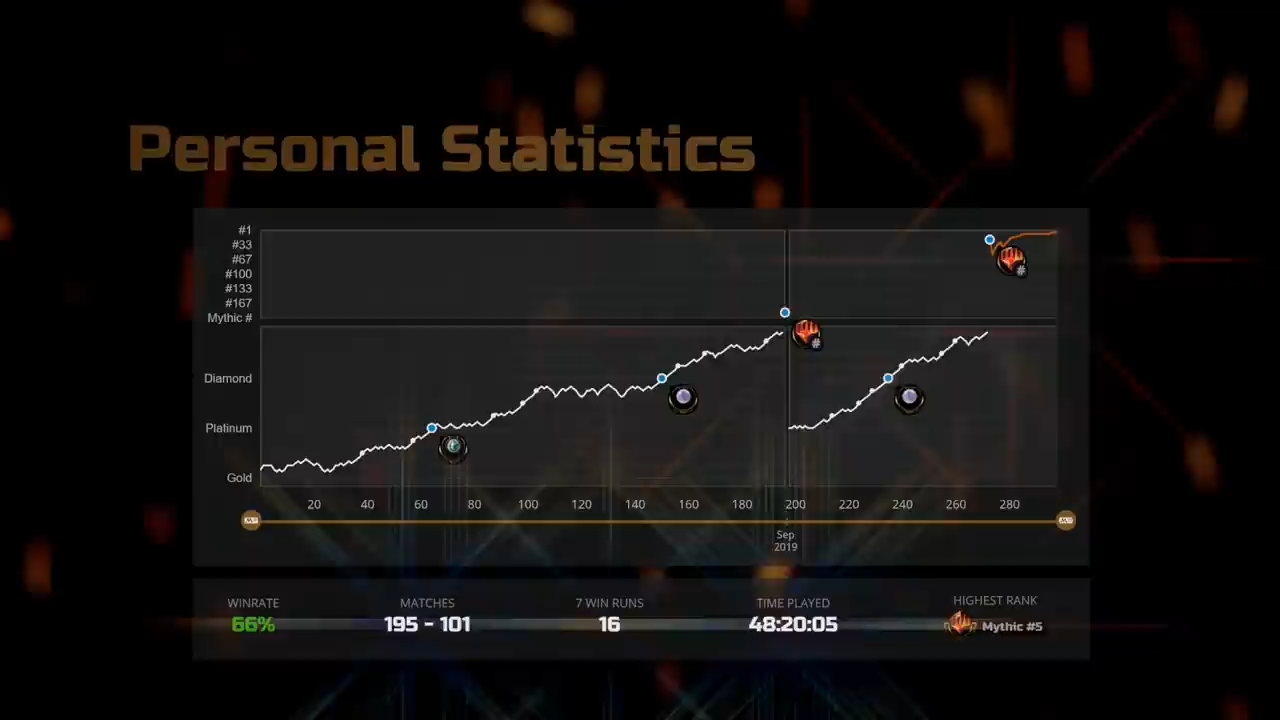 Personal Statistics
#1
#33
#67
#100
#133
#167
Mythic #
Diamond
Platinum
Gold
20 40 60 80 100 120 140 160 180 200 220 240 260 280
Sep
2019
WINRATE MATCHES 7 WIN RUNS TIME PLAYED HIGHEST RANK
66% 195 - 101 16 48:20:05 Mythic #5